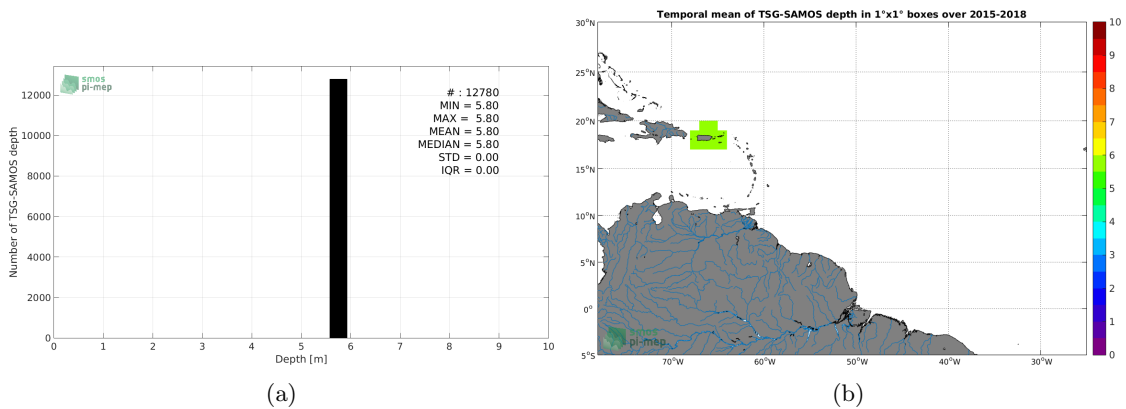 smos
pi-mep
# : 12780
MIN = 5.80
MAX = 5.80
MEAN = 5.80
MEDIAN = 5.80
STD = 0.00
IQR = 0.00
Number of TSG-SAMOS depth
12000
10000
8000
6000
4000
2000
0
0 1 2 3 4 5 6 7 8 9 10
Depth [m]
(a)
Temporal mean of TSG-SAMOS depth in 1°x1° boxes over 2015-2018
30°N
25°N
20°N
15°N
10°N
5°N
0°
5°S
70°W 60°W 50°W 40°W 30°W
smos
pi-mep
10
9
8
7
6
5
4
3
2
1
0
(b)